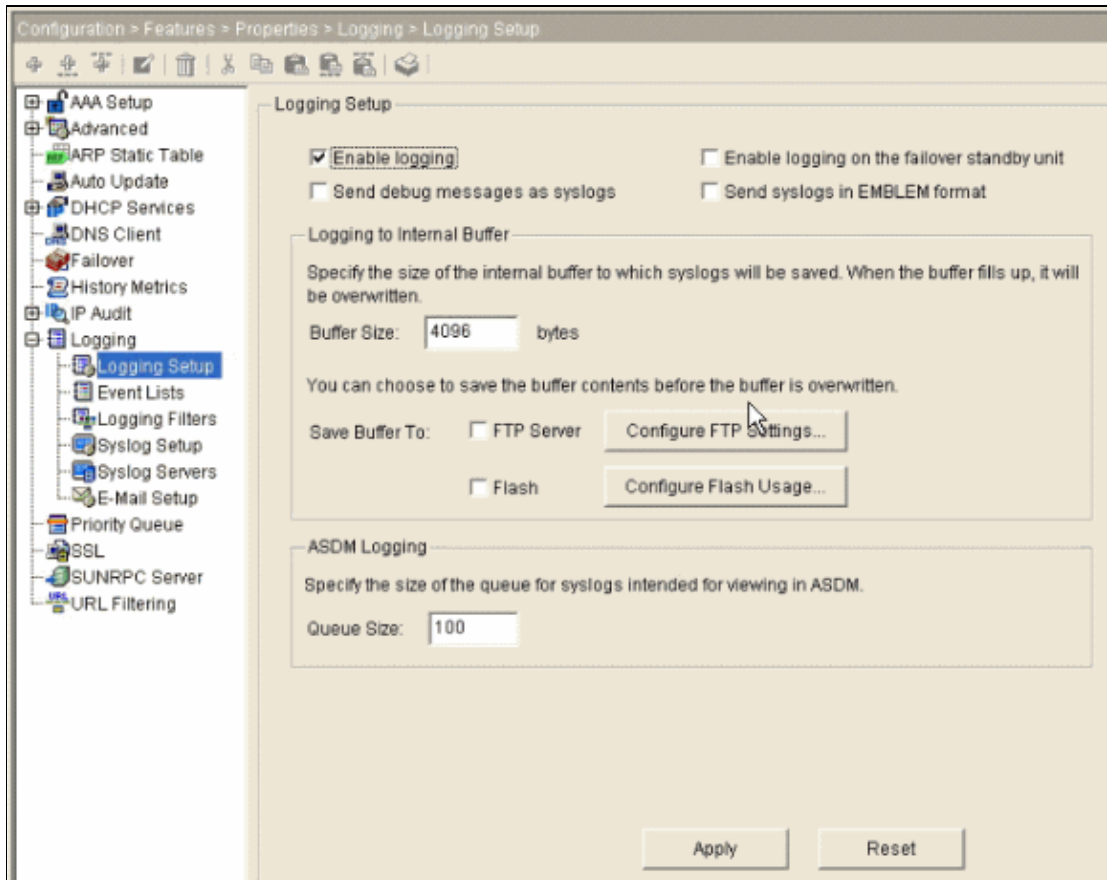 Configuration > Features > Properties > Logging > Logging Setup
AAA Setup
Advanced
ARP Static Table
Auto Update
DHCP Services
DNS Client
Failover
History Metrics
IP Audit
Logging
Logging Setup
Event Lists
Logging Filters
Syslog Setup
Syslog Servers
E-Mail Setup
Priority Queue
SSL
SUNRPC Server
URL Filtering
Logging Setup
Enable logging
Enable logging on the failover standby unit
Send debug messages as syslogs
Send syslogs in EMBLEM format
Logging to Internal Buffer
Specify the size of the internal buffer to which syslogs will be saved. When the buffer fills up, it will
be overwritten.
Buffer Size: 4096 bytes
You can choose to save the buffer contents before the buffer is overwritten.
Save Buffer To: FTP Server Configure FTP Settings...
Flash Configure Flash Usage...
ASDM Logging
Specify the size of the queue for syslogs intended for viewing in ASDM.
Queue Size: 100
Apply Reset